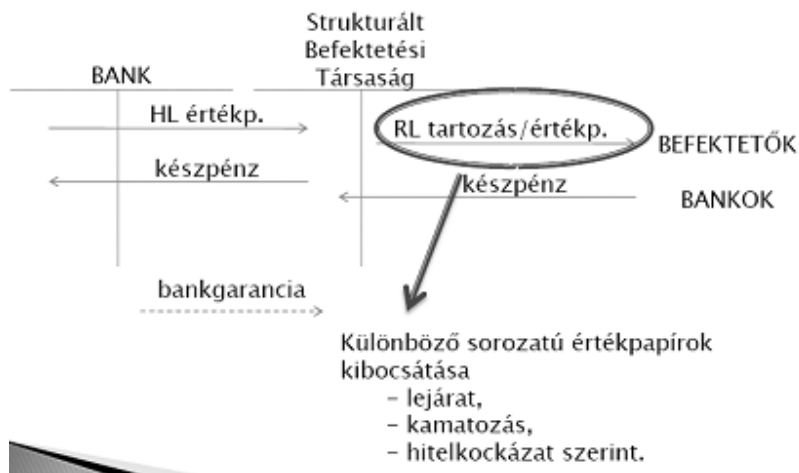 Strukturált
Befektetési
Társaság
BANK
HL értékp.
RL tartozás/értékp.
BEFEKTETŐK
készpénz
készpénz
BANKOK
bankgarancia
Különböző sorozatú értékpapírok
kibocsátása
– lejárat,
– kamatozás,
– hitelkockázat szerint.